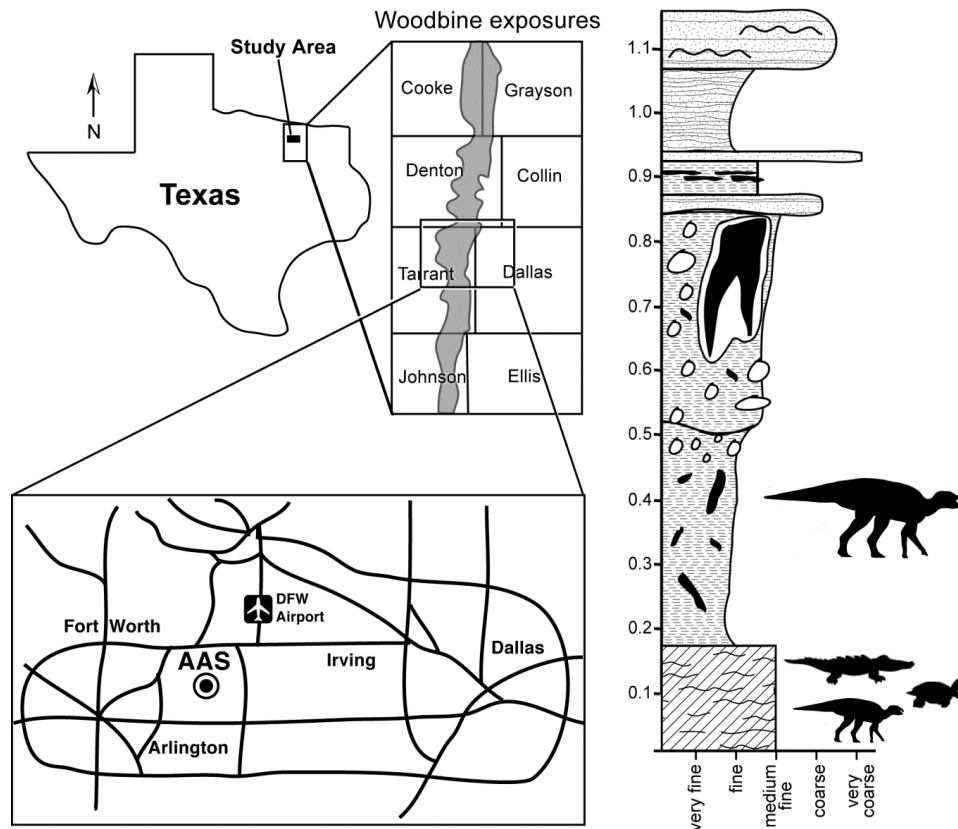 Woodbine exposures
Study Area
N
Texas
Cooke
Grayson
Denton
Collin
Tarrant
Dallas
Johnson
Ellis
DFW
Airport
Fort Worth
AAS
Irving
Dallas
Arlington
1.1
1.0
0.9
0.8
0.7
0.6
0.5
0.4
0.3
0.2
0.1
very fine
fine
medium
fine
coarse
very
coarse